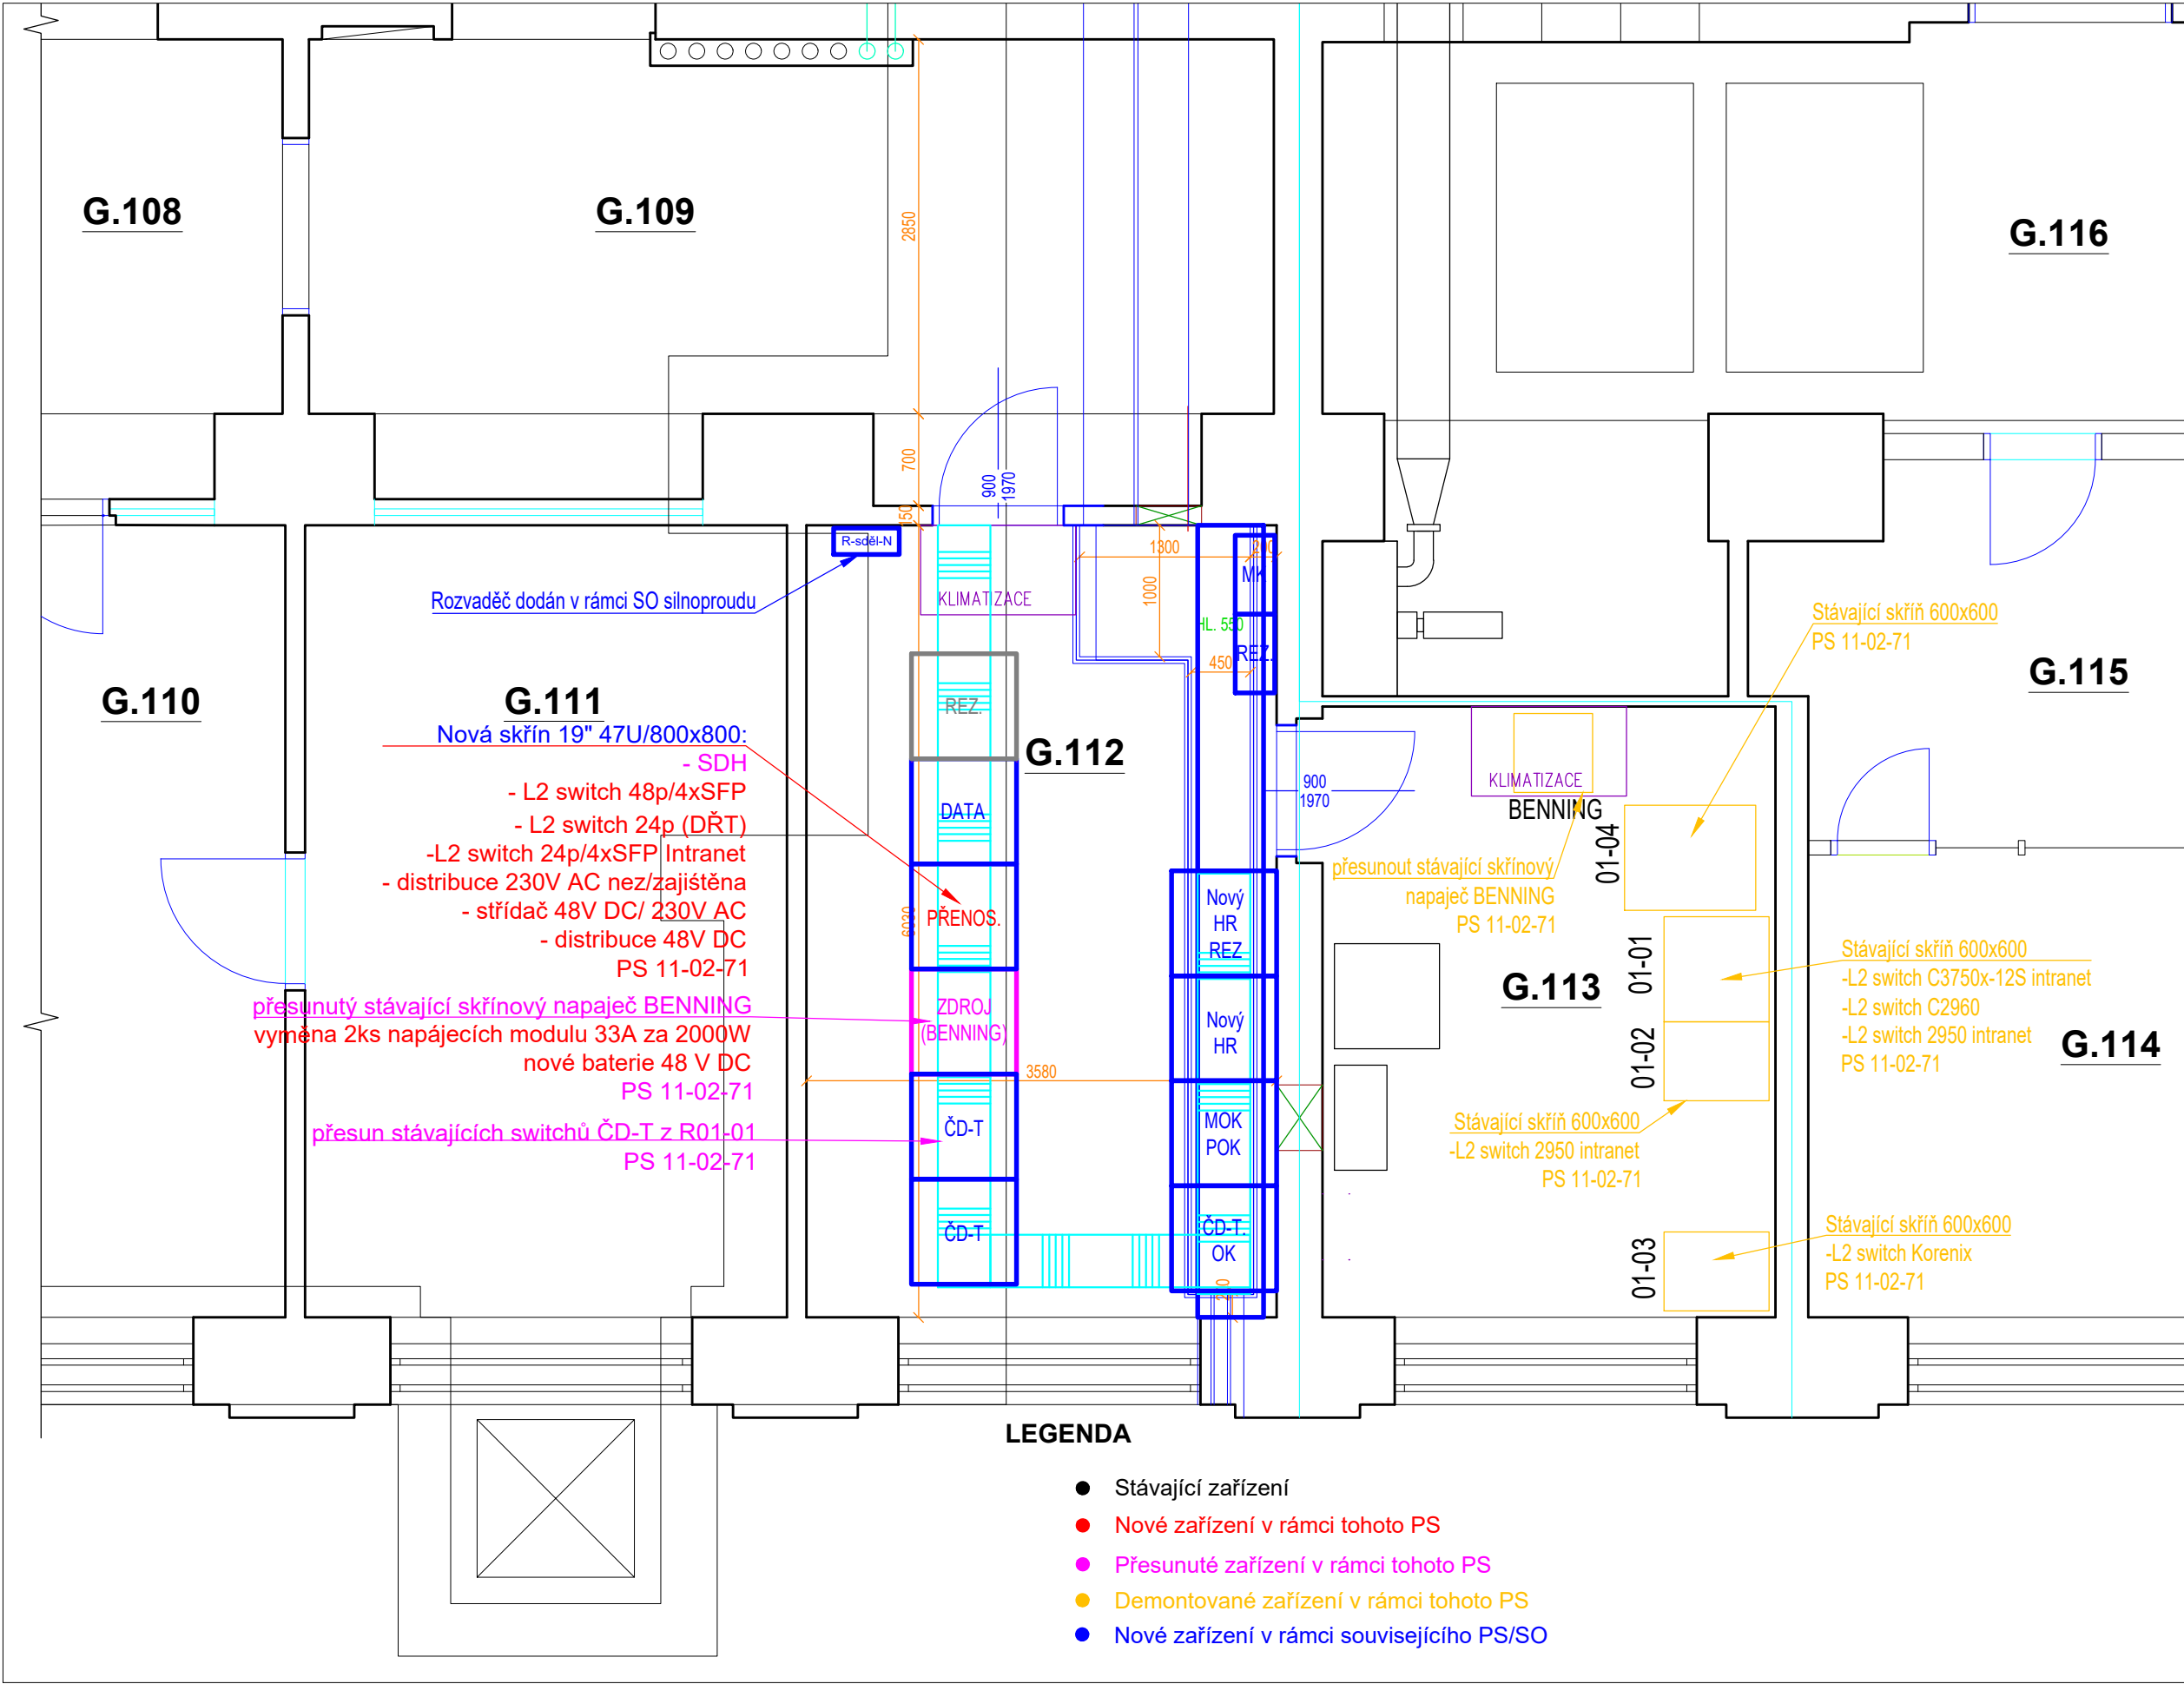 G.108
G.109
G.116
2850
700
900
1970
150
R-sděl-N
1300
200
1000
MK
KLIMATIZACE
HL. 550
REZ.
450
Rozvaděč dodán v rámci SO silnoproudu
Stávající skříň 600x600
PS 11-02-71
G.110
G.111
G.112
G.115
REZ.
Nová skřín 19" 47U/800x800:
- SDH
- L2 switch 48p/4xSFP
- L2 switch 24p (DŘT)
-L2 switch 24p/4xSFP Intranet
- distribuce 230V AC nez/zajištěna
- střídač 48V DC/ 230V AC
- distribuce 48V DC
PS 11-02-71
přesunutý stávající skřínový napaječ BENNING
vyměna 2ks napájecích modulu 33A za 2000W
nové baterie 48 V DC
PS 11-02-71
přesun stávajících switchů ČD-T z R01-01
PS 11-02-71
DATA
6030
PŘENOS.
ZDROJ
(BENNING)
3580
ČD-T
ČD-T
Nový
HR
REZ
Nový
HR
MOK
POK
ČD-T.
OK
900
1970
KLIMATIZACE
BENNING
01-04
přesunout stávající skřínový
napaječ BENNING
PS 11-02-71
G.113
01-01
01-02
01-03
Stávající skříň 600x600
-L2 switch C3750x-12S intranet
-L2 switch C2960
-L2 switch 2950 intranet
PS 11-02-71
G.114
Stávající skříň 600x600
-L2 switch 2950 intranet
PS 11-02-71
Stávající skříň 600x600
-L2 switch Korenix
PS 11-02-71
LEGENDA
Stávající zařízení
Nové zařízení v rámci tohoto PS
Přesunuté zařízení v rámci tohoto PS
Demontované zařízení v rámci tohoto PS
Nové zařízení v rámci souvisejícího PS/SO